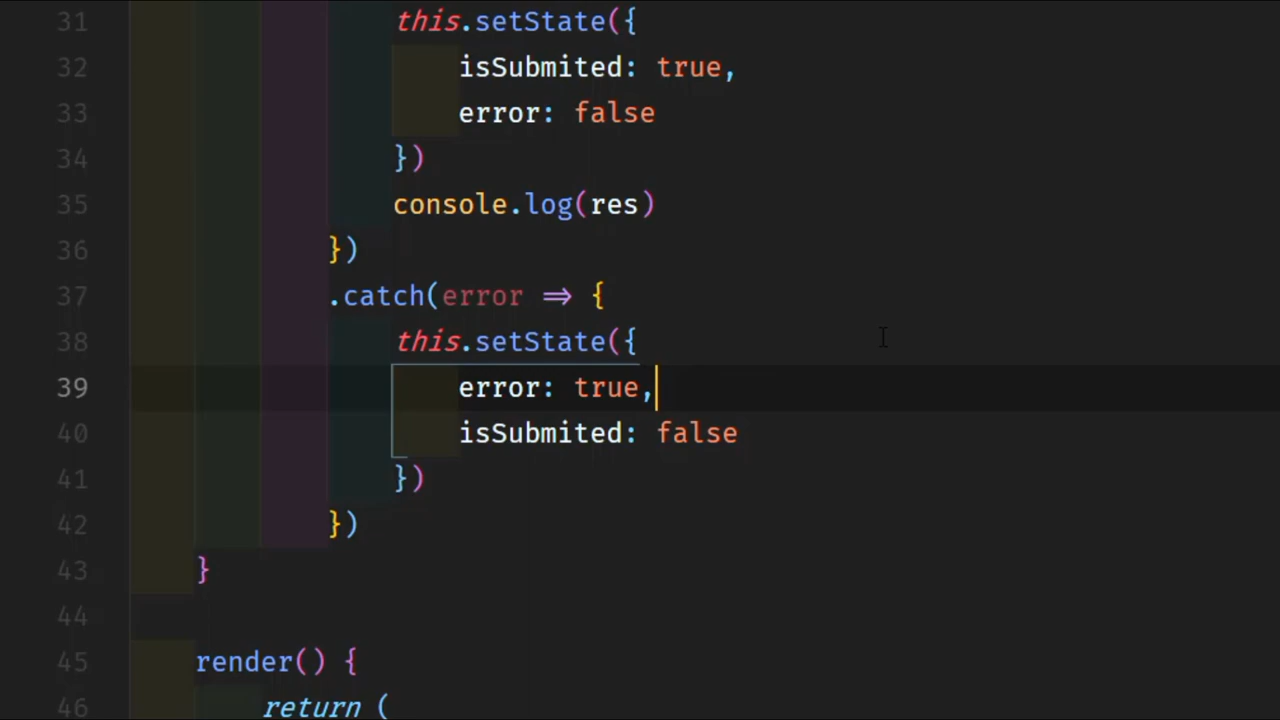 31 this.setState({
32 isSubmited: true,
33 error: false
34 })
35 console.log(res)
36 })
37 .catch(error ⇒ {
38 this.setState({
39 error: true,
40 isSubmited: false
41 })
42 })
43 }
44
45 render() {
46 return (